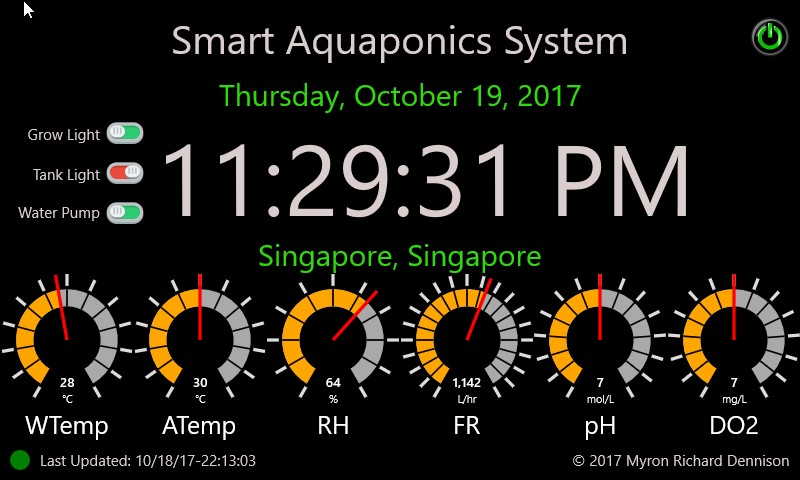 Smart Aquaponics System
Thursday, October 19, 2017
Grow Light
Tank Light
Water Pump
11:29:31 PM
Singapore, Singapore
28 30 64 1,142 7 7
°C °C % L/hr mol/L mg/L
WTemp ATemp RH FR pH DO2
Last Updated: 10/18/17-22:13:03 © 2017 Myron Richard Dennison